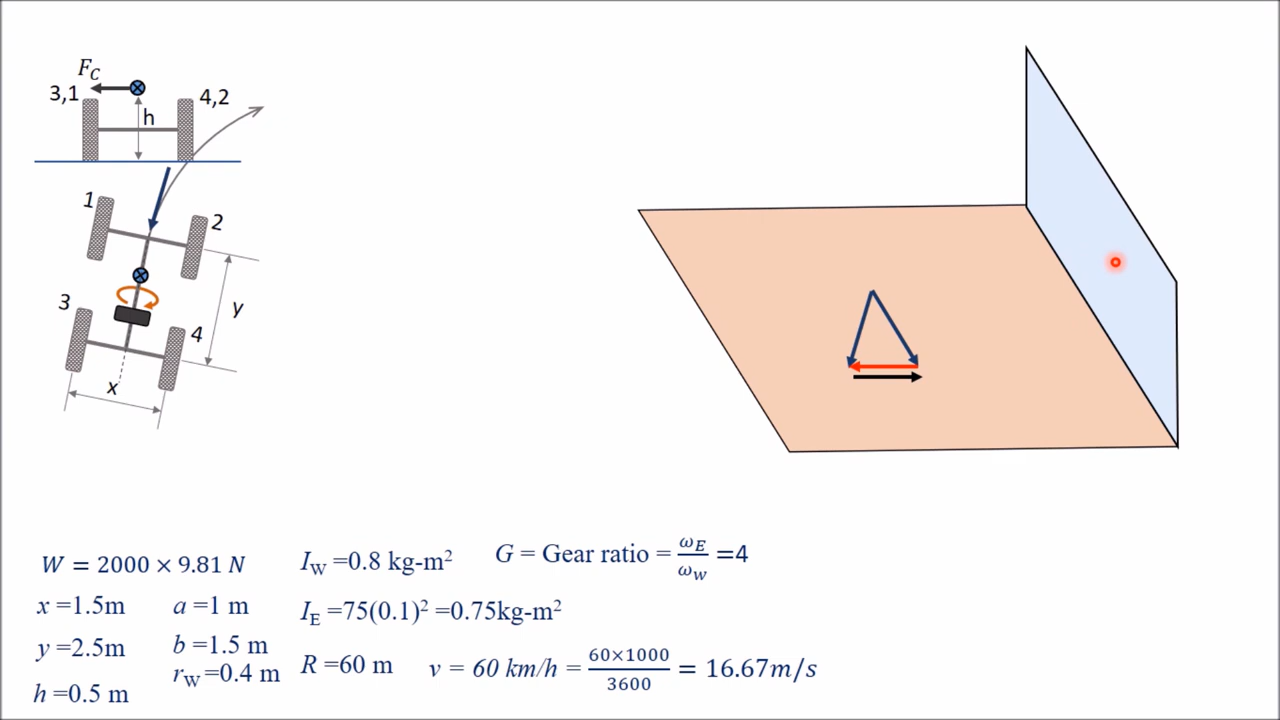 F_C
3,1
4,2
h
1
2
3
4
y
x
W = 2000 × 9.81 N
x =1.5m
a =1 m
y =2.5m
b =1.5 m
r_W =0.4 m
h =0.5 m
I_W =0.8 kg-m²
I_E =75(0.1)² =0.75kg-m²
R =60 m
G = Gear ratio = ω_E/ω_w =4
v = 60 km/h = 60×1000/3600 = 16.67m/s